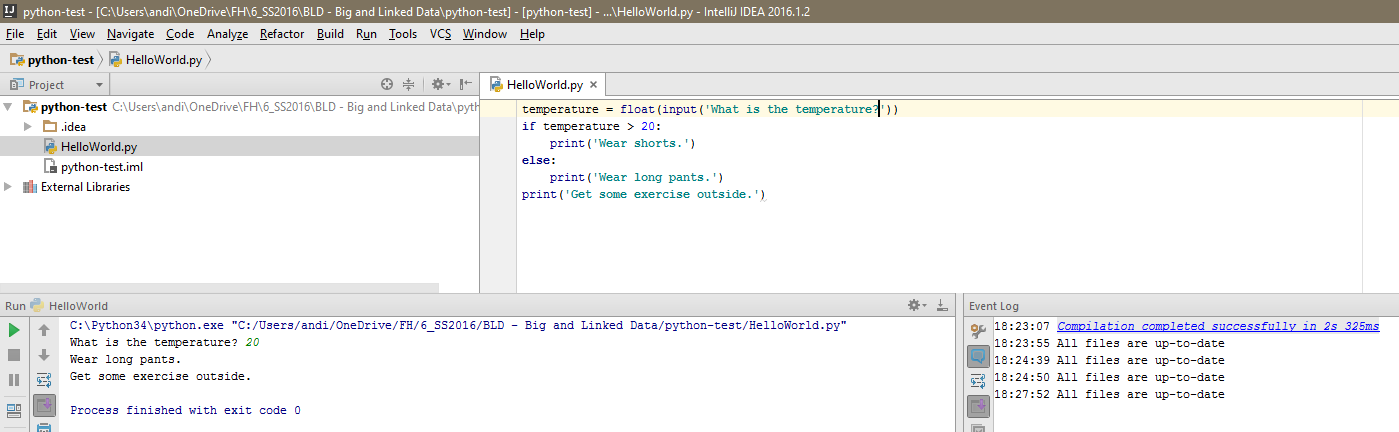 python-test - [C:\Users\andi\OneDrive\FH\6_SS2016\BLD - Big and Linked Data\python-test] - [python-test] - ...\HelloWorld.py - IntelliJ IDEA 2016.1.2
File Edit View Navigate Code Analyze Refactor Build Run Tools VCS Window Help
python-test HelloWorld.py
Project
python-test C:\Users\andi\OneDrive\FH\6_SS2016\BLD - Big and Linked Data\pyth
.idea
HelloWorld.py
python-test.iml
External Libraries
HelloWorld.py
temperature = float(input('What is the temperature?'))
if temperature > 20:
    print('Wear shorts.')
else:
    print('Wear long pants.')
print('Get some exercise outside.')
Run HelloWorld
C:\Python34\python.exe "C:/Users/andi/OneDrive/FH/6_SS2016/BLD - Big and Linked Data/python-test/HelloWorld.py"
What is the temperature? 20
Wear long pants.
Get some exercise outside.
Process finished with exit code 0
Event Log
18:23:07 Compilation completed successfully in 2s 325ms
18:23:55 All files are up-to-date
18:24:39 All files are up-to-date
18:24:50 All files are up-to-date
18:27:52 All files are up-to-date